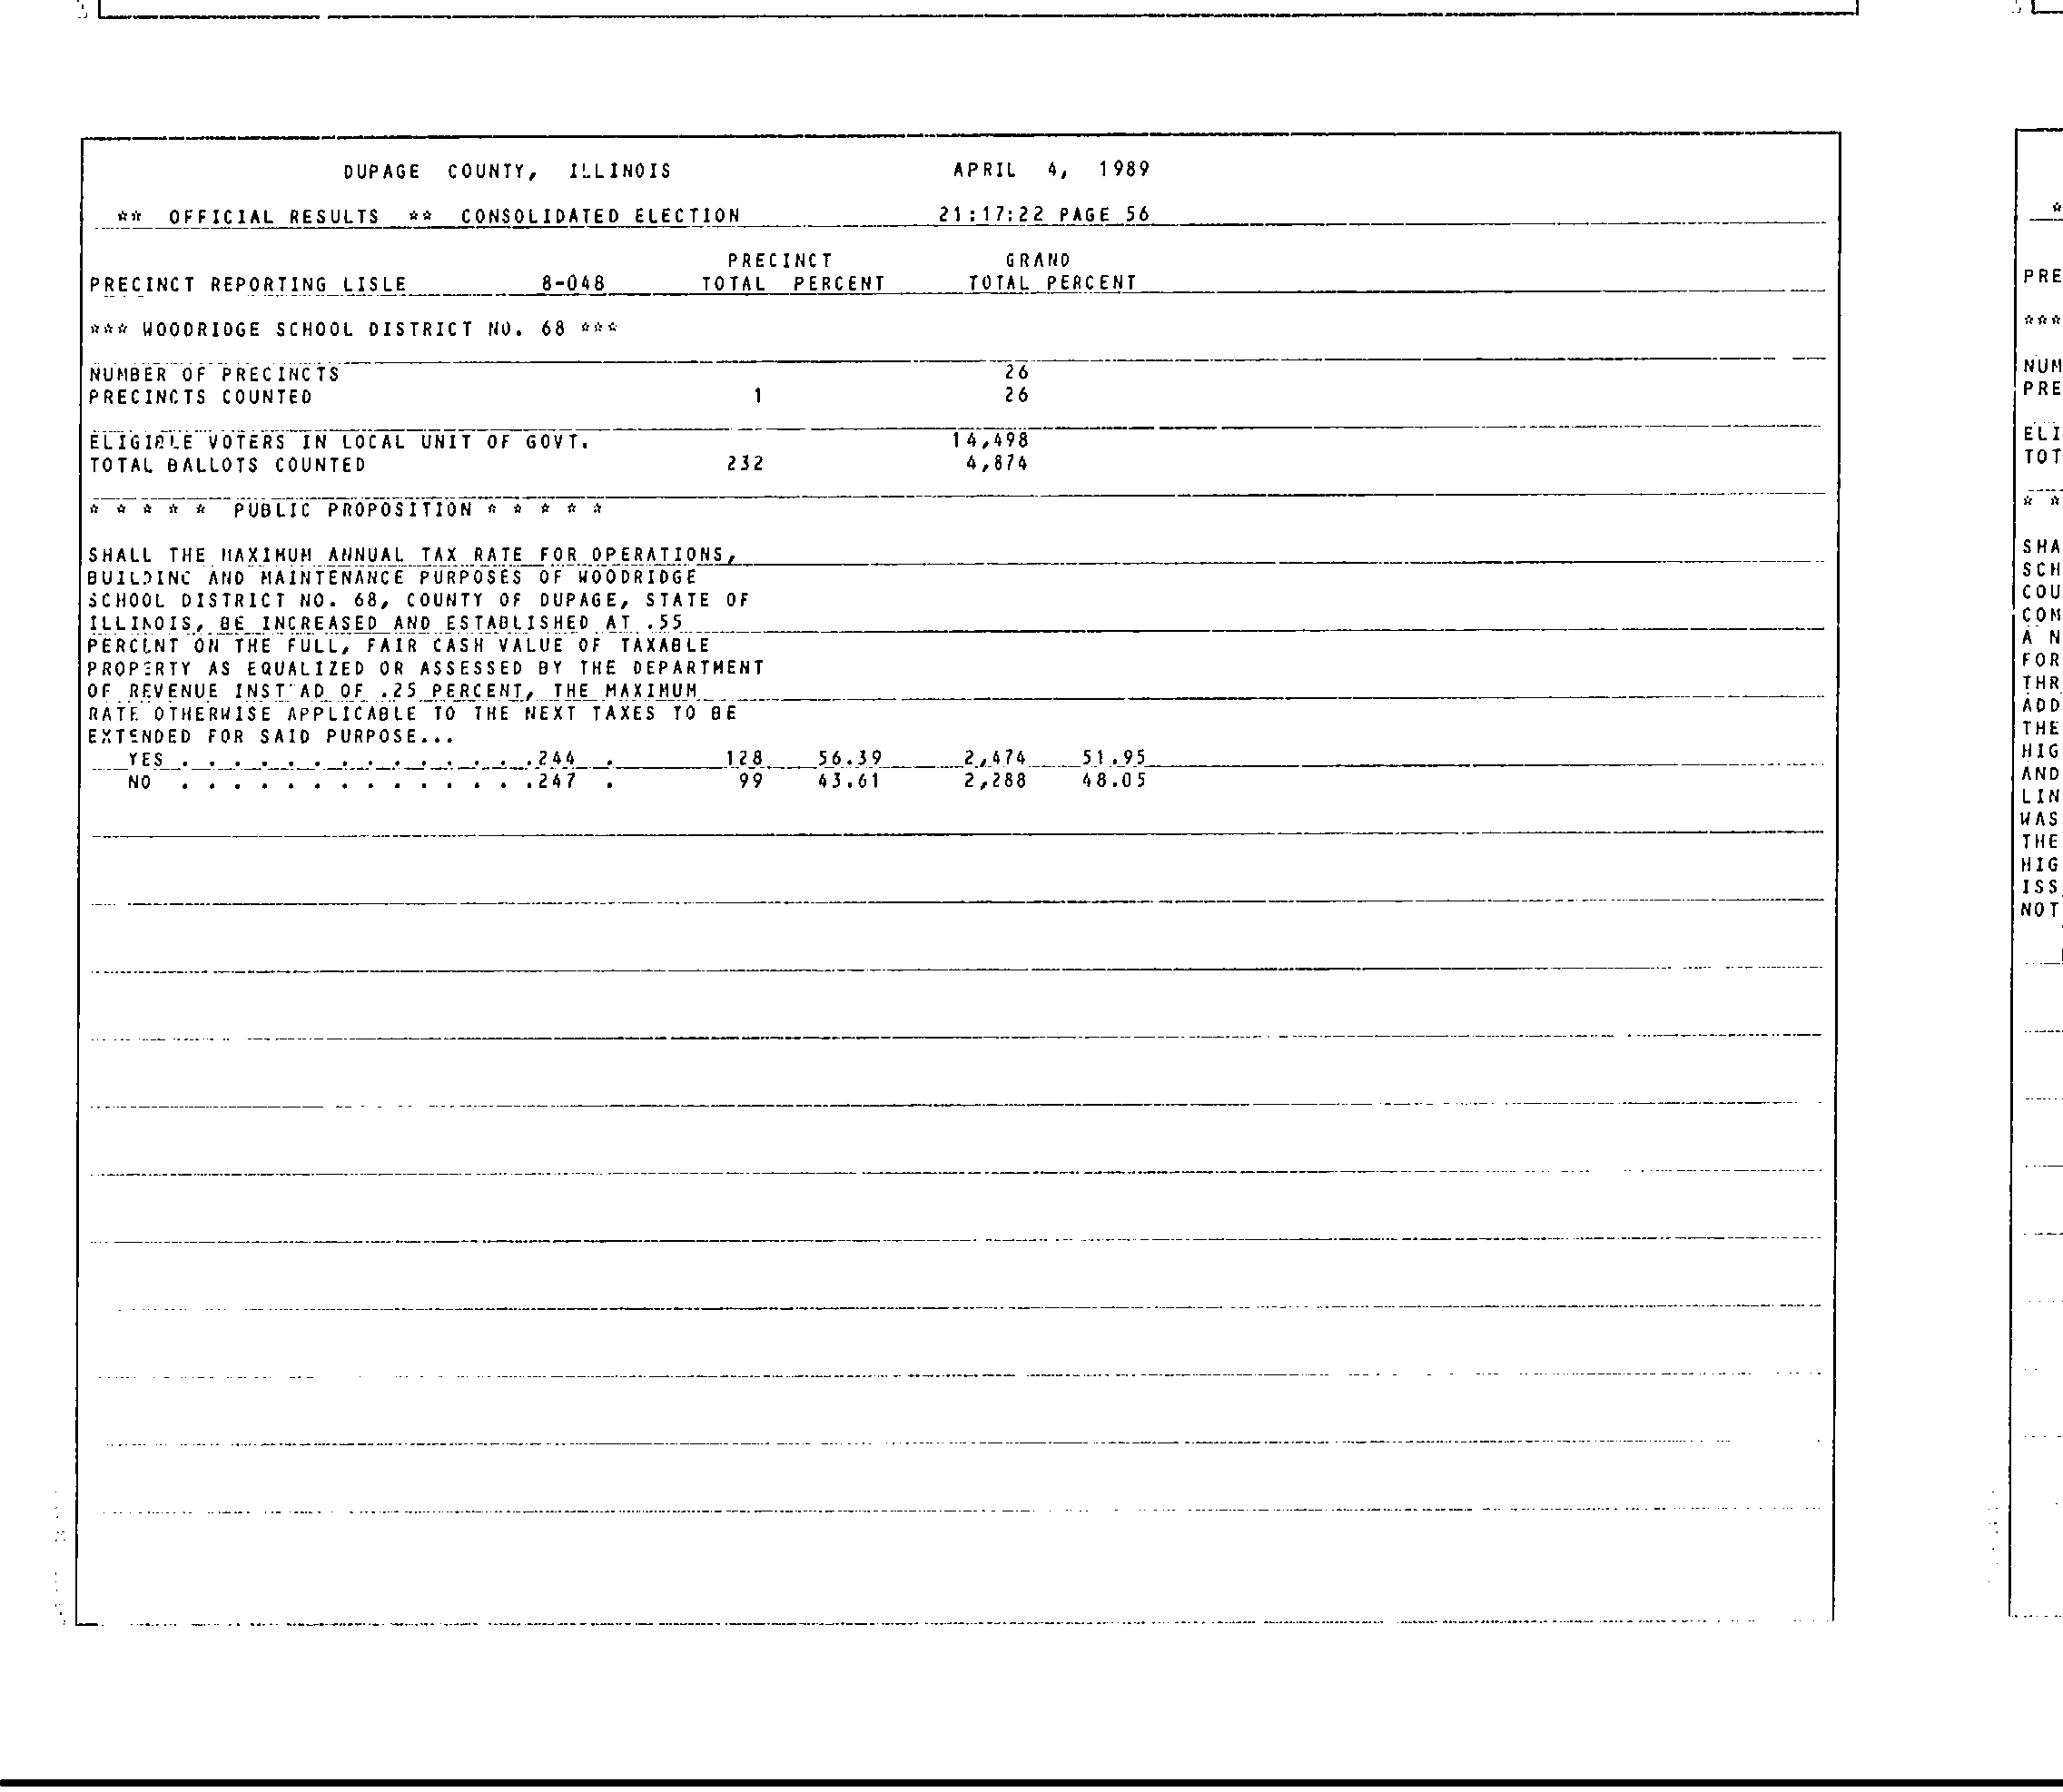 DUPAGE COUNTY, ILLINOIS APRIL 4, 1989
** OFFICIAL RESULTS ** CONSOLIDATED ELECTION 21:17:22 PAGE 56
PRECINCT GRAND
PRECINCT REPORTING LISLE 8-048 TOTAL PERCENT TOTAL PERCENT
*** WOODRIDGE SCHOOL DISTRICT NO. 68 ***
NUMBER OF PRECINCTS 26
PRECINCTS COUNTED 1 26
ELIGIBLE VOTERS IN LOCAL UNIT OF GOVT. 14,498
TOTAL BALLOTS COUNTED 232 4,874
* * * * * PUBLIC PROPOSITION * * * * *
SHALL THE MAXIMUM ANNUAL TAX RATE FOR OPERATIONS,
BUILDING AND MAINTENANCE PURPOSES OF WOODRIDGE
SCHOOL DISTRICT NO. 68, COUNTY OF DUPAGE, STATE OF
ILLINOIS, BE INCREASED AND ESTABLISHED AT .55
PERCENT ON THE FULL, FAIR CASH VALUE OF TAXABLE
PROPERTY AS EQUALIZED OR ASSESSED BY THE DEPARTMENT
OF REVENUE INSTEAD OF .25 PERCENT, THE MAXIMUM
RATE OTHERWISE APPLICABLE TO THE NEXT TAXES TO BE
EXTENDED FOR SAID PURPOSE...
YES . . . . . . . . . . . . . .244 . 128 56.39 2,474 51.95
NO . . . . . . . . . . . . . .247 . 99 43.61 2,288 48.05
*
PRE
***
NUM
PRE
ELI
TOT
* *
SHA
SCH
COU
COM
A N
FOR
THR
ADD
THE
HIG
AND
LIN
WAS
THE
HIG
ISS
NOT